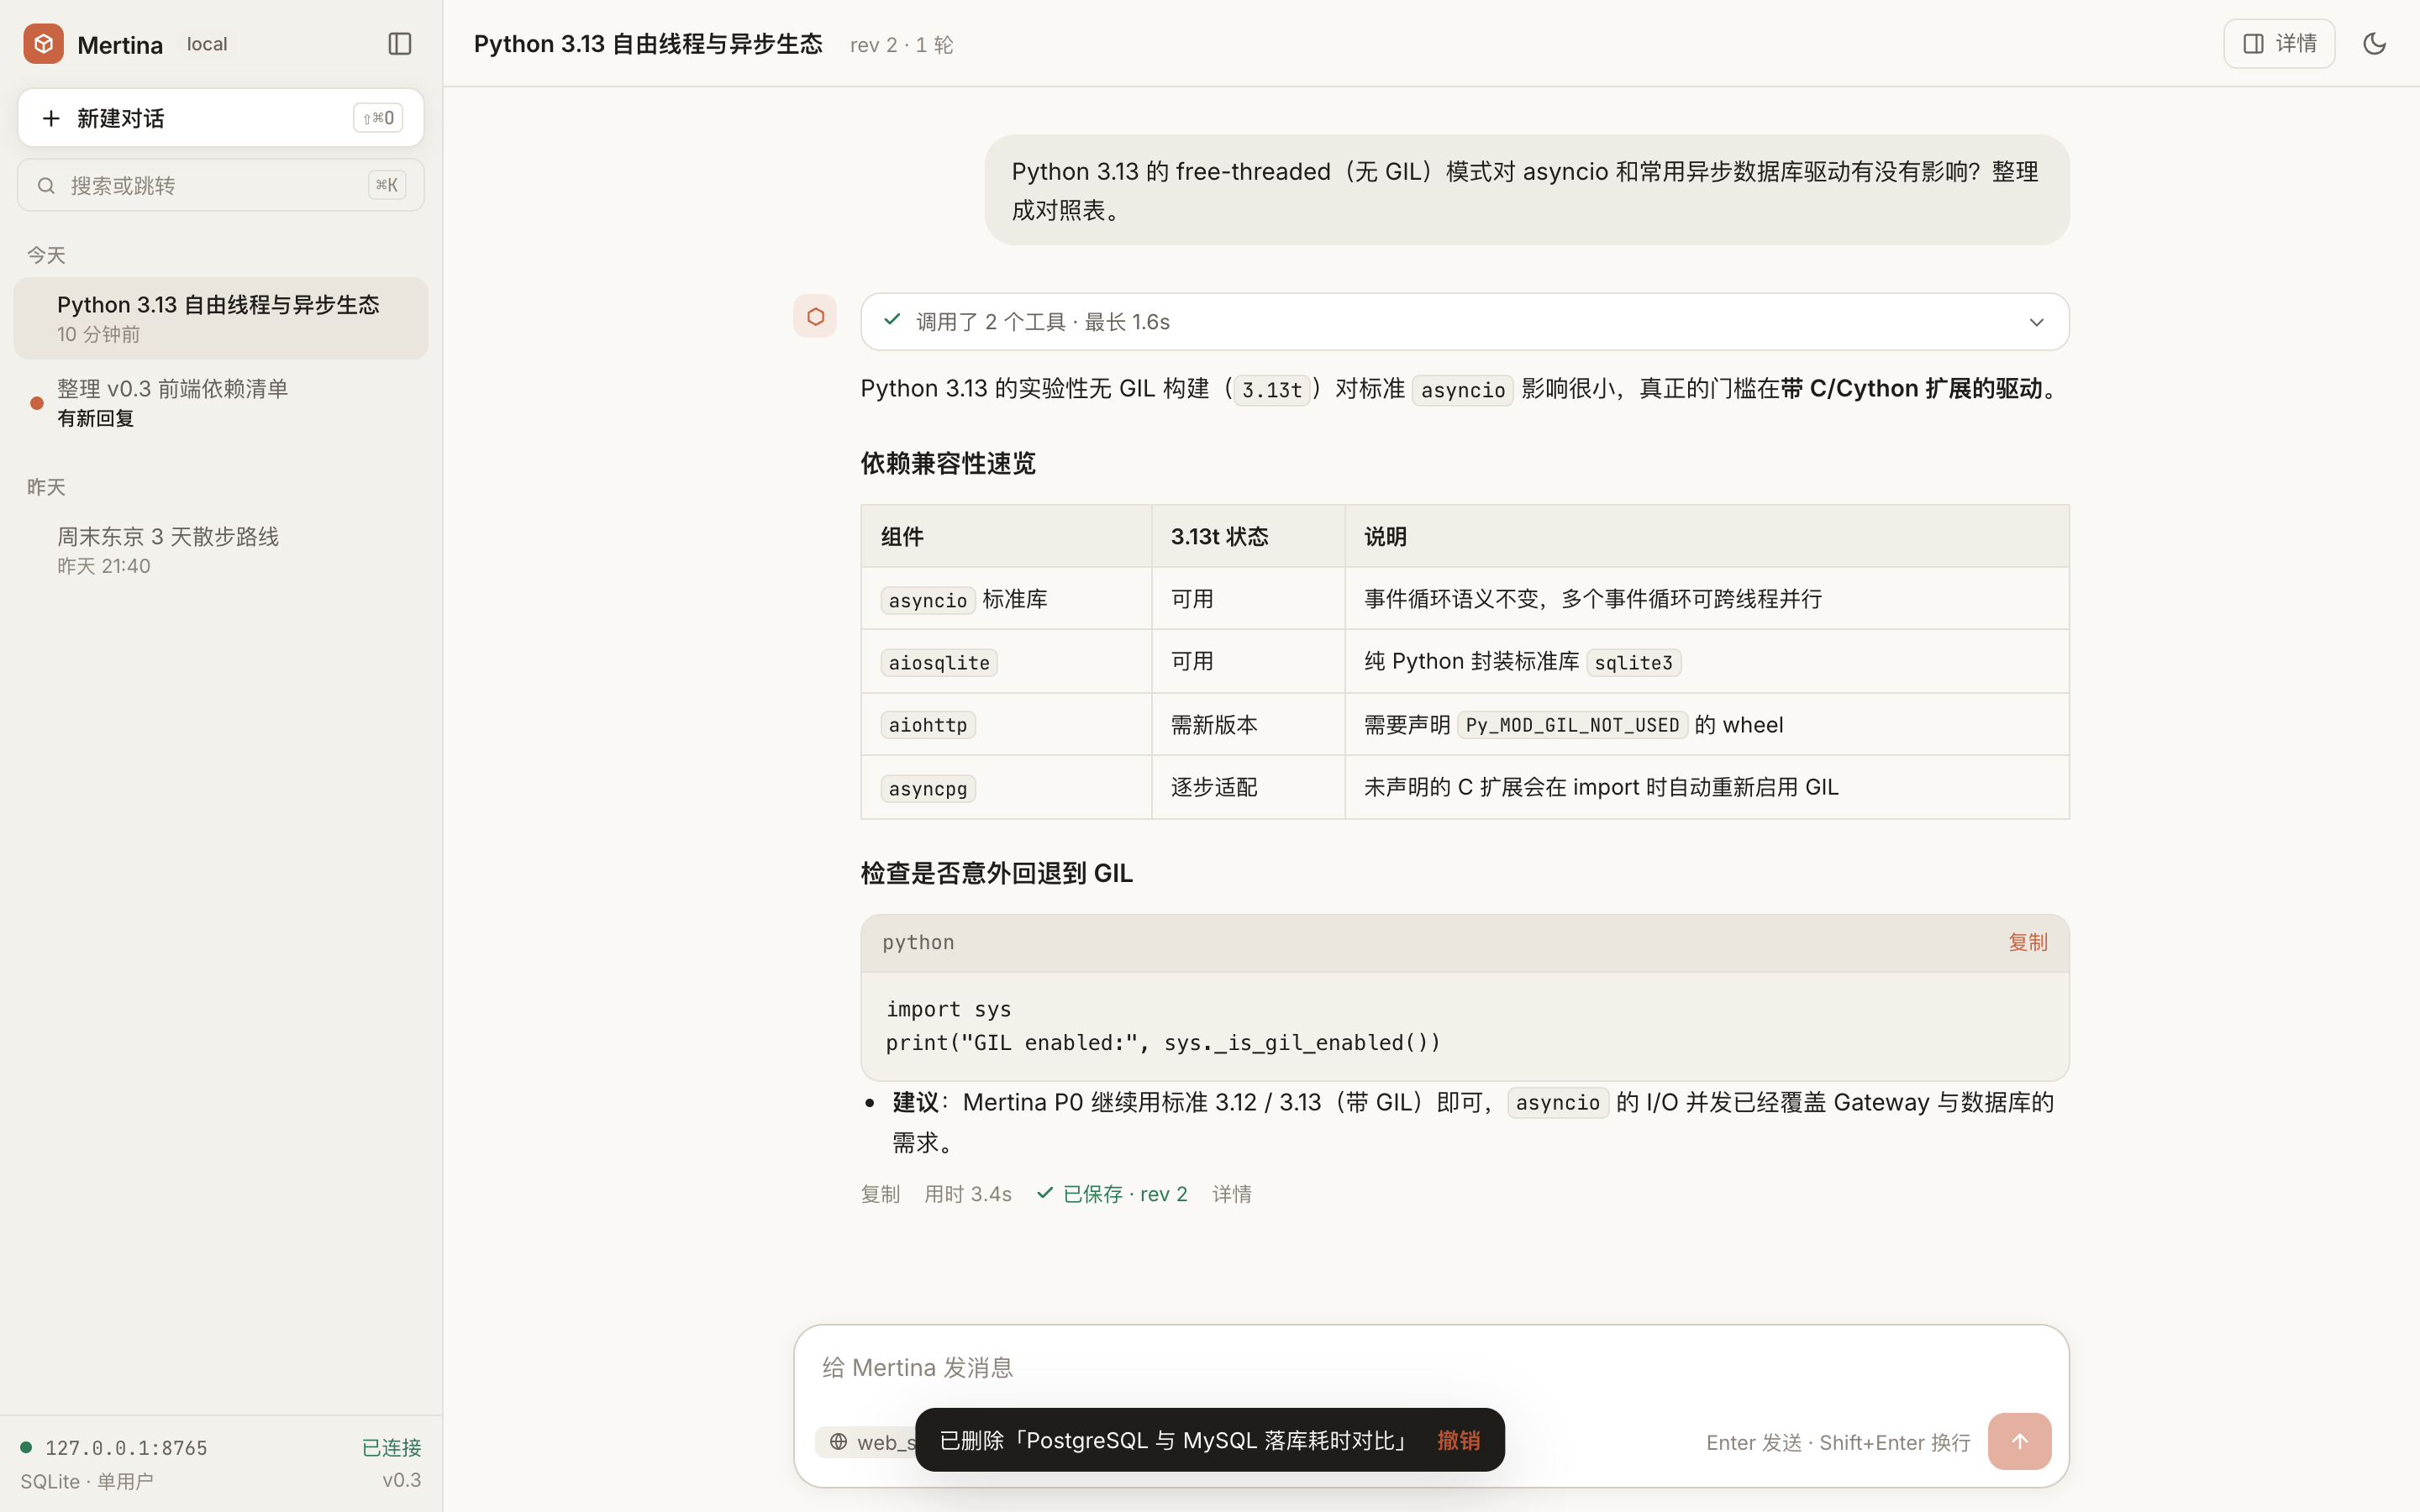 Mertina local
新建对话 ⇧⌘O
搜索或跳转 ⌘K
今天
Python 3.13 自由线程与异步生态
10 分钟前
整理 v0.3 前端依赖清单
有新回复
昨天
周末东京 3 天散步路线
昨天 21:40
127.0.0.1:8765 已连接
SQLite · 单用户 v0.3
Python 3.13 自由线程与异步生态 rev 2 · 1 轮 详情
Python 3.13 的 free-threaded（无 GIL）模式对 asyncio 和常用异步数据库驱动有没有影响？整理
成对照表。
调用了 2 个工具 · 最长 1.6s
Python 3.13 的实验性无 GIL 构建（3.13t）对标准 asyncio 影响很小，真正的门槛在带 C/Cython 扩展的驱动。
依赖兼容性速览
组件 3.13t 状态 说明
asyncio 标准库 可用 事件循环语义不变，多个事件循环可跨线程并行
aiosqlite 可用 纯 Python 封装标准库 sqlite3
aiohttp 需新版本 需要声明 Py_MOD_GIL_NOT_USED 的 wheel
asyncpg 逐步适配 未声明的 C 扩展会在 import 时自动重新启用 GIL
检查是否意外回退到 GIL
python 复制
import sys
print("GIL enabled:", sys._is_gil_enabled())
建议：Mertina P0 继续用标准 3.12 / 3.13（带 GIL）即可，asyncio 的 I/O 并发已经覆盖 Gateway 与数据库的
需求。
复制 用时 3.4s 已保存 · rev 2 详情
给 Mertina 发消息
web_s 已删除「PostgreSQL 与 MySQL 落库耗时对比」 撤销 Enter 发送 · Shift+Enter 换行